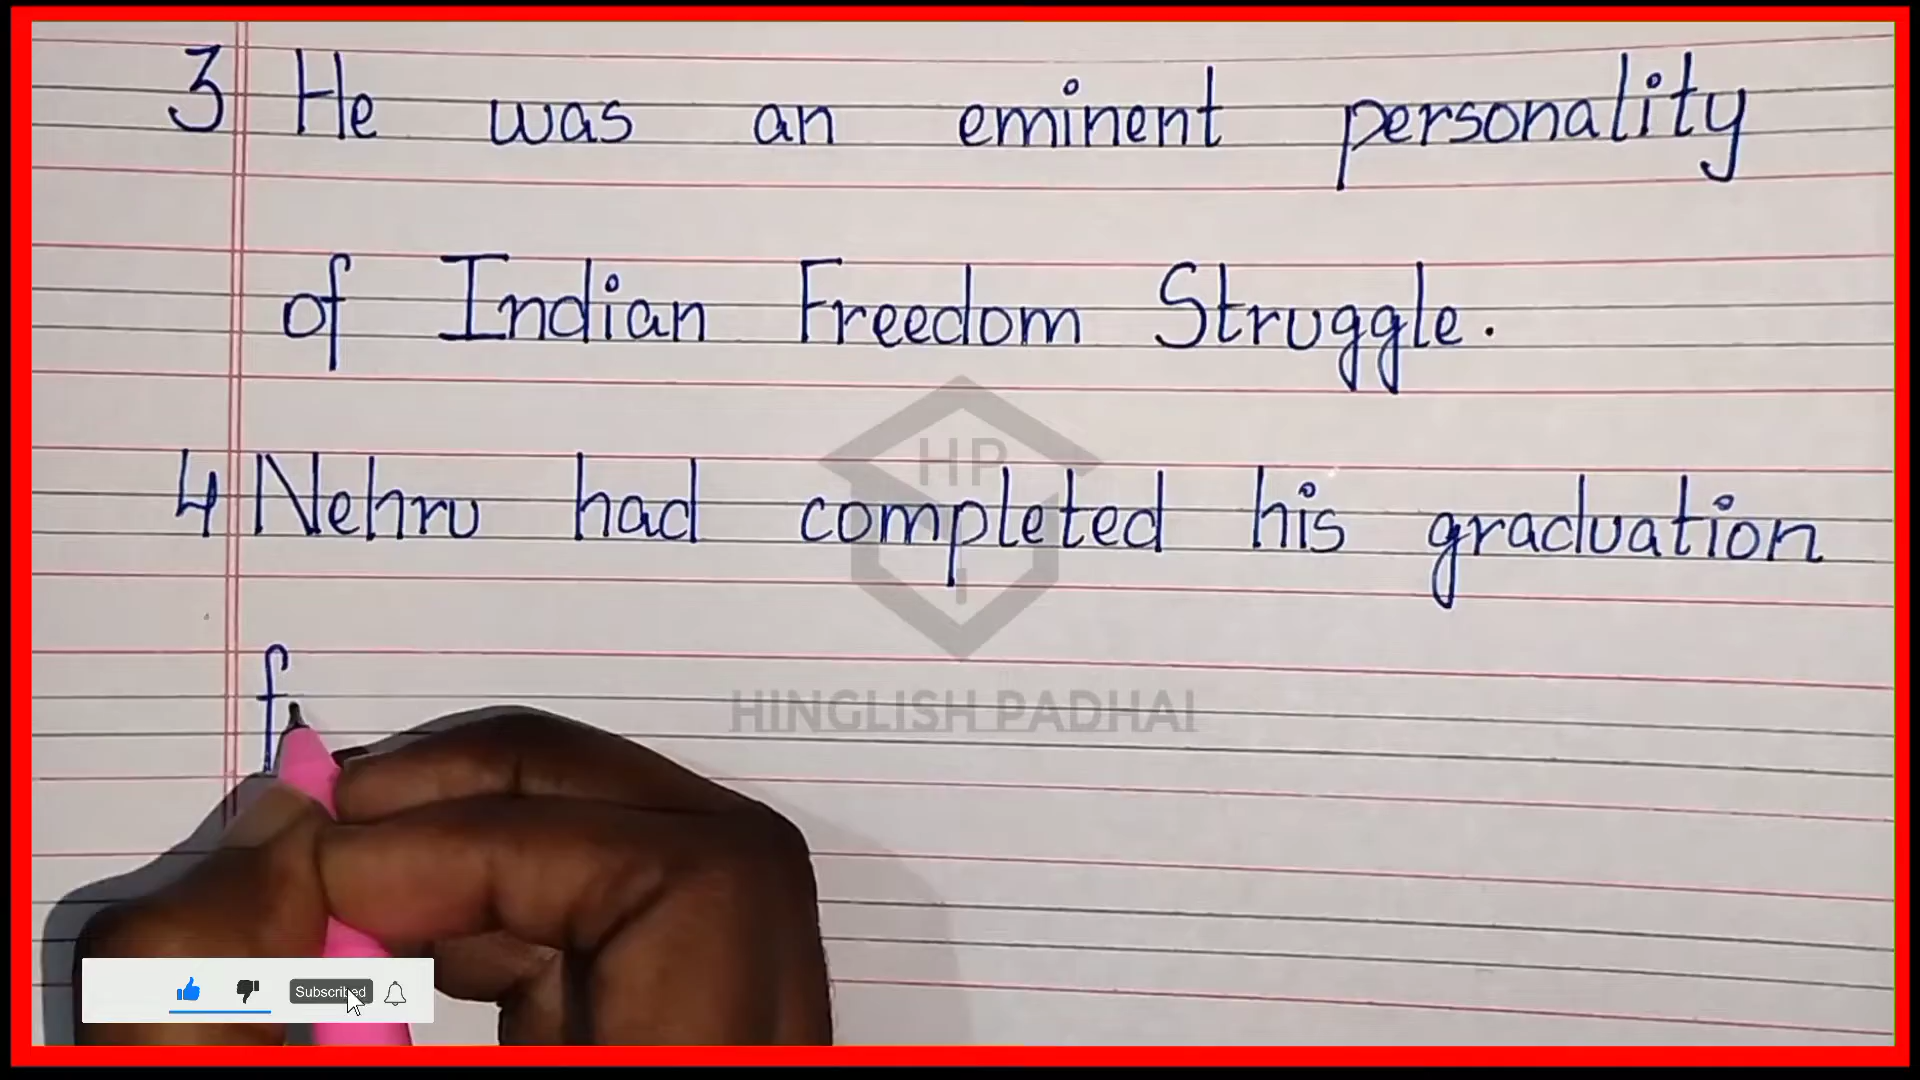 3 He was an eminent personality
of Indian Freedom Struggle.
4 Nehru had completed his graduation
f
HPI
HINGLISH PADHAI
Subscribed